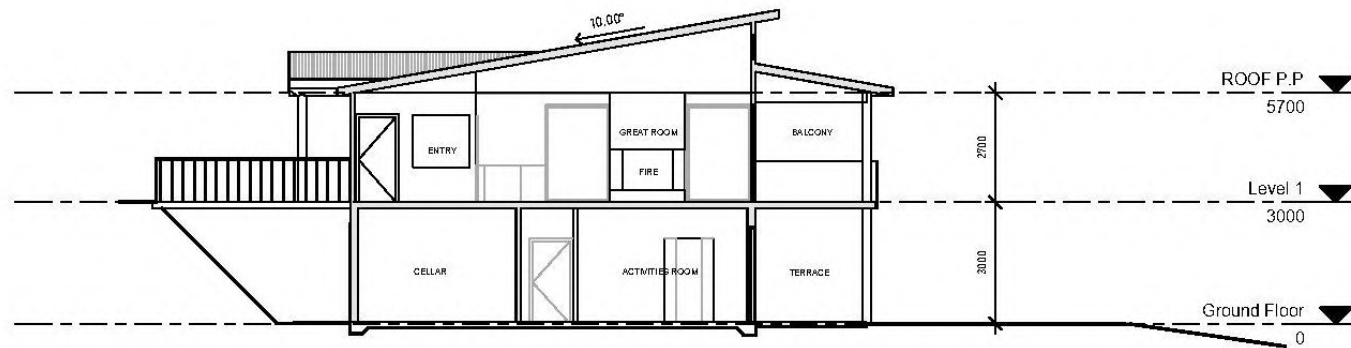 10.00°
ROOF P.P
5700
GREAT ROOM
BALCONY
ENTRY
2700
FIRE
Level 1
3000
3000
CELLAR
ACTIVITIES ROOM
TERRACE
Ground Floor
0